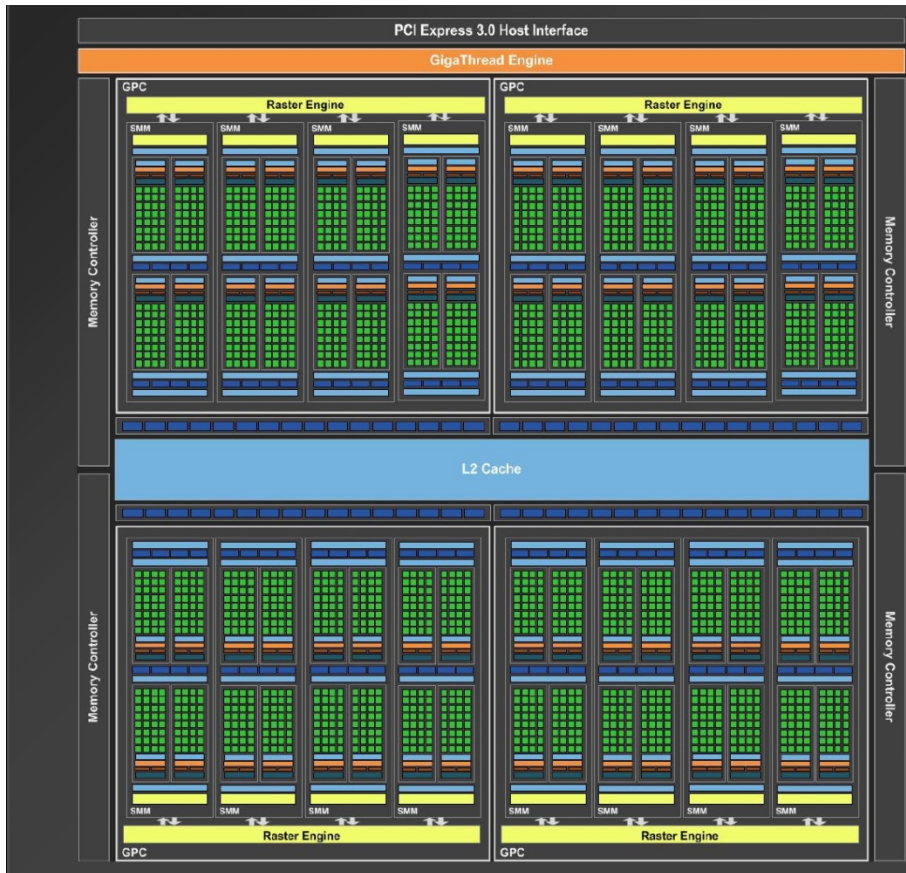 PCI Express 3.0 Host Interface
GigaThread Engine
Memory Controller
GPC
Raster Engine
SMM
SMM
SMM
SMM
GPC
Raster Engine
SMM
SMM
SMM
SMM
Memory Controller
L2 Cache
Memory Controller
SMM
SMM
SMM
SMM
Raster Engine
GPC
SMM
SMM
SMM
SMM
Raster Engine
GPC
Memory Controller